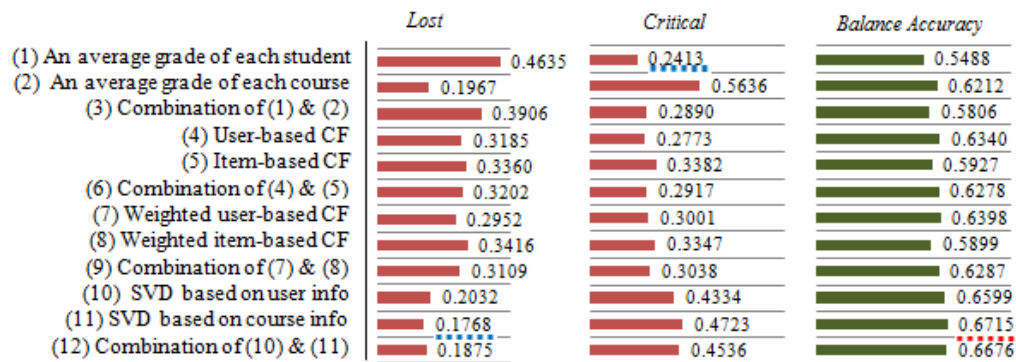 Lost Critical Balance Accuracy
(1) An average grade of each student 0.4635 0.2413 0.5488
(2) An average grade of each course 0.1967 0.5636 0.6212
(3) Combination of (1) & (2) 0.3906 0.2890 0.5806
(4) User-based CF 0.3185 0.2773 0.6340
(5) Item-based CF 0.3360 0.3382 0.5927
(6) Combination of (4) & (5) 0.3202 0.2917 0.6278
(7) Weighted user-based CF 0.2952 0.3001 0.6398
(8) Weighted item-based CF 0.3416 0.3347 0.5899
(9) Combination of (7) & (8) 0.3109 0.3038 0.6287
(10) SVD based on user info 0.2032 0.4334 0.6599
(11) SVD based on course info 0.1768 0.4723 0.6715
(12) Combination of (10) & (11) 0.1875 0.4536 0.6676